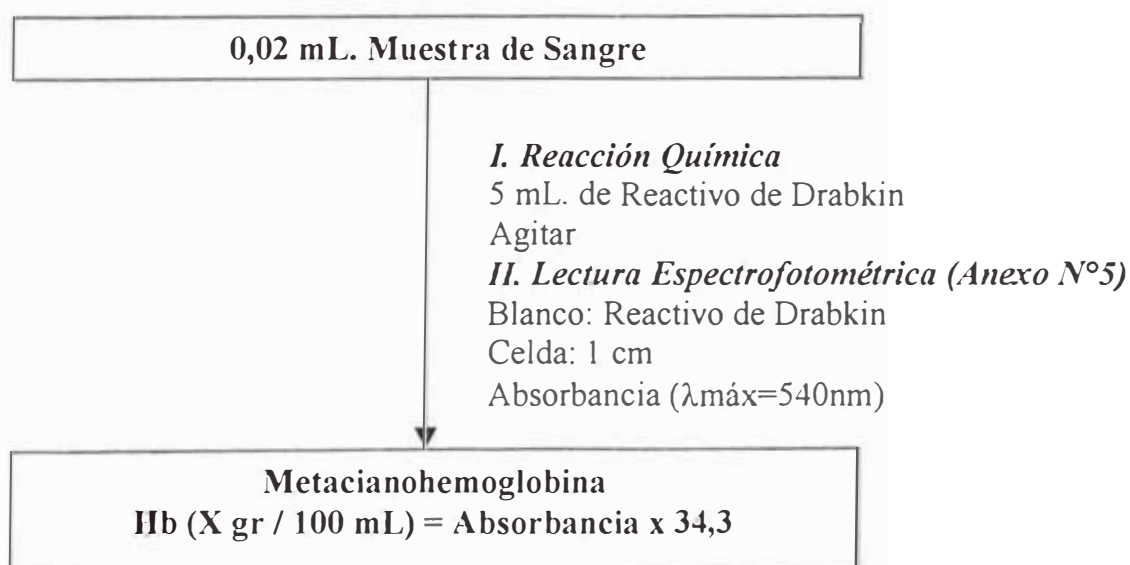 0,02 mL. Muestra de Sangre
I. Reacción Química
5 mL. de Reactivo de Drabkin
Agitar
II. Lectura Espectrofotométrica (Anexo N°5)
Blanco: Reactivo de Drabkin
Celda: 1 cm
Absorbancia (λmáx=540nm)
Metacianohemoglobina
Hb (X gr / 100 mL) = Absorbancia x 34,3